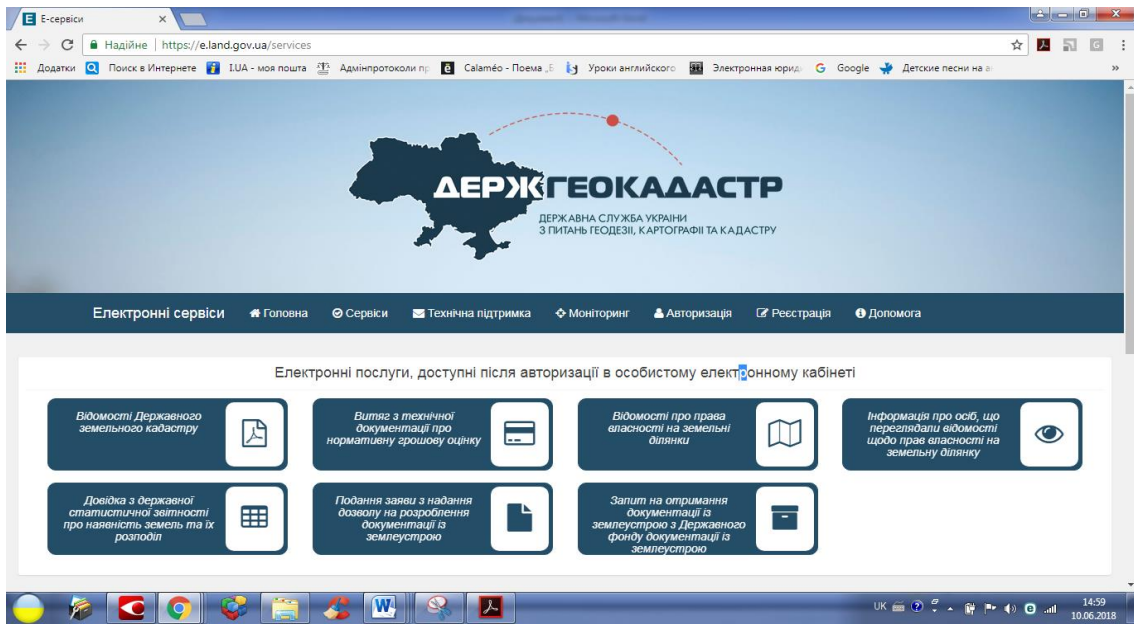 Е-сервіси
Надійне | https://e.land.gov.ua/services
Додатки Поиск в Интернете I.UA - моя пошта Адмінпротоколи пр Calaméo - Поема „Е Уроки английского Электронная юрид Google Детские песни на а »
ДЕРЖГЕОКАДАСТР
ДЕРЖАВНА СЛУЖБА УКРАЇНИ
З ПИТАНЬ ГЕОДЕЗІЇ, КАРТОГРАФІЇ ТА КАДАСТРУ
Електронні сервіси Головна Сервіси Технічна підтримка Моніторинг Авторизація Реєстрація Допомога
Електронні послуги, доступні після авторизації в особистому електронному кабінеті
Відомості Державного
земельного кадастру
Витяг з технічної
документації про
нормативну грошову оцінку
Відомості про права
власності на земельні
ділянки
Інформація про осіб, що
переглядали відомості
щодо прав власності на
земельну ділянку
Довідка з державної
статистичної звітності
про наявність земель та їх
розподіл
Подання заяви з надання
дозволу на розроблення
документації із
землеустрою
Запит на отримання
документації із
землеустрою з Державного
фонду документації із
землеустрою
UK 14:59
10.06.2018